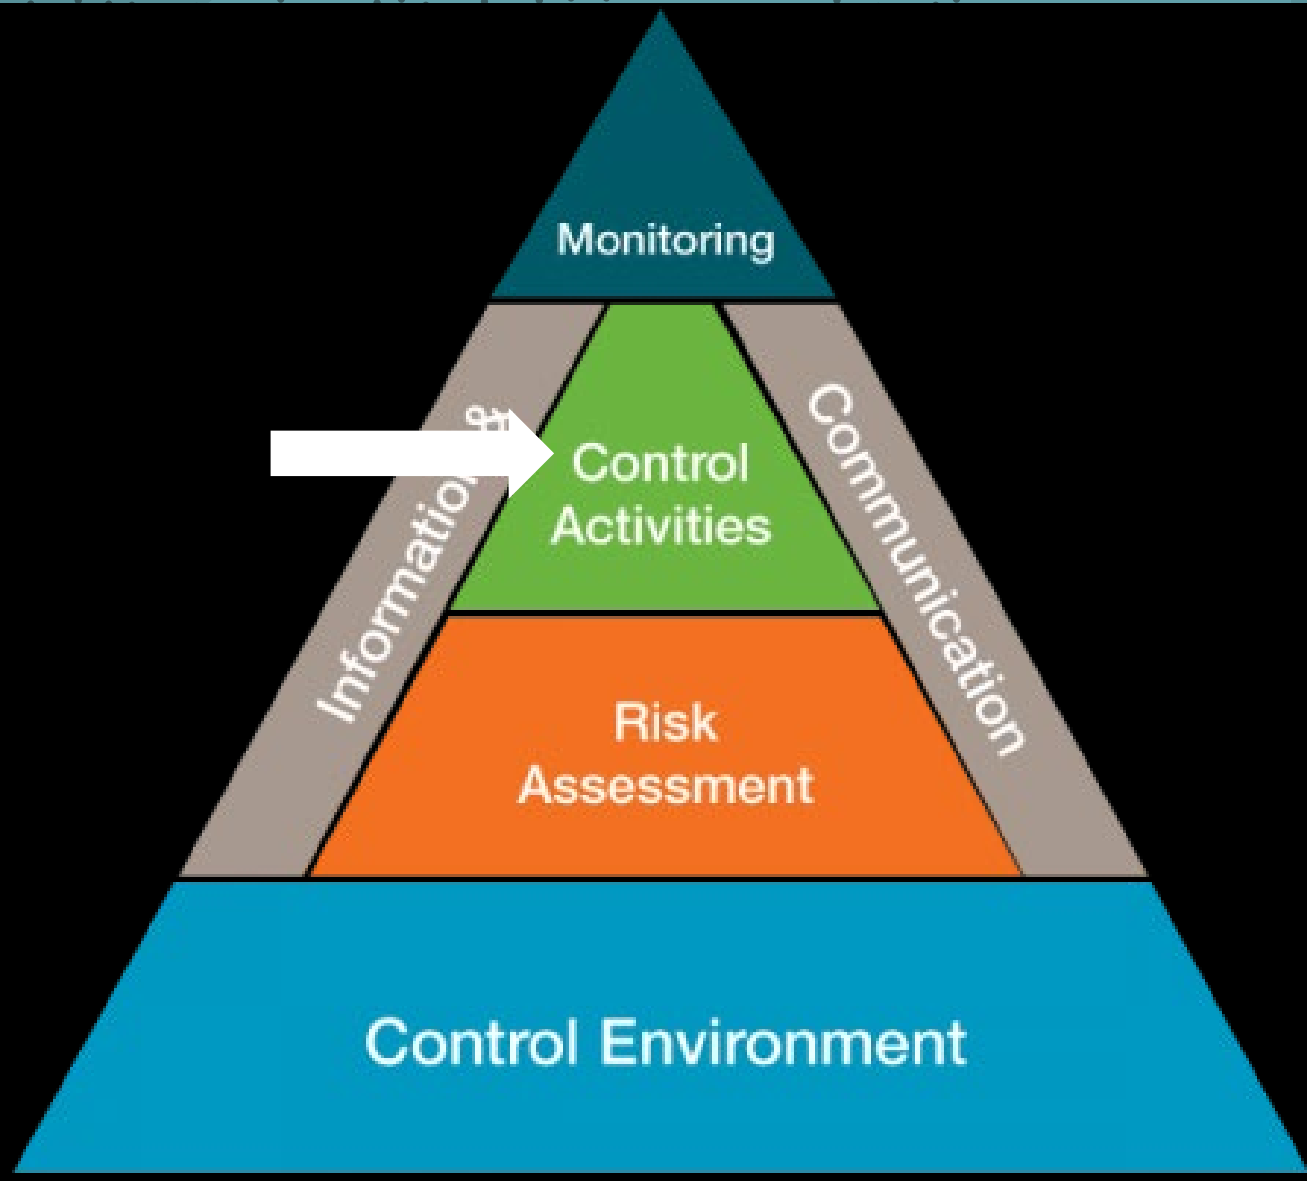 Monitoring
Information &
Communication
Control
Activities
Risk
Assessment
Control Environment